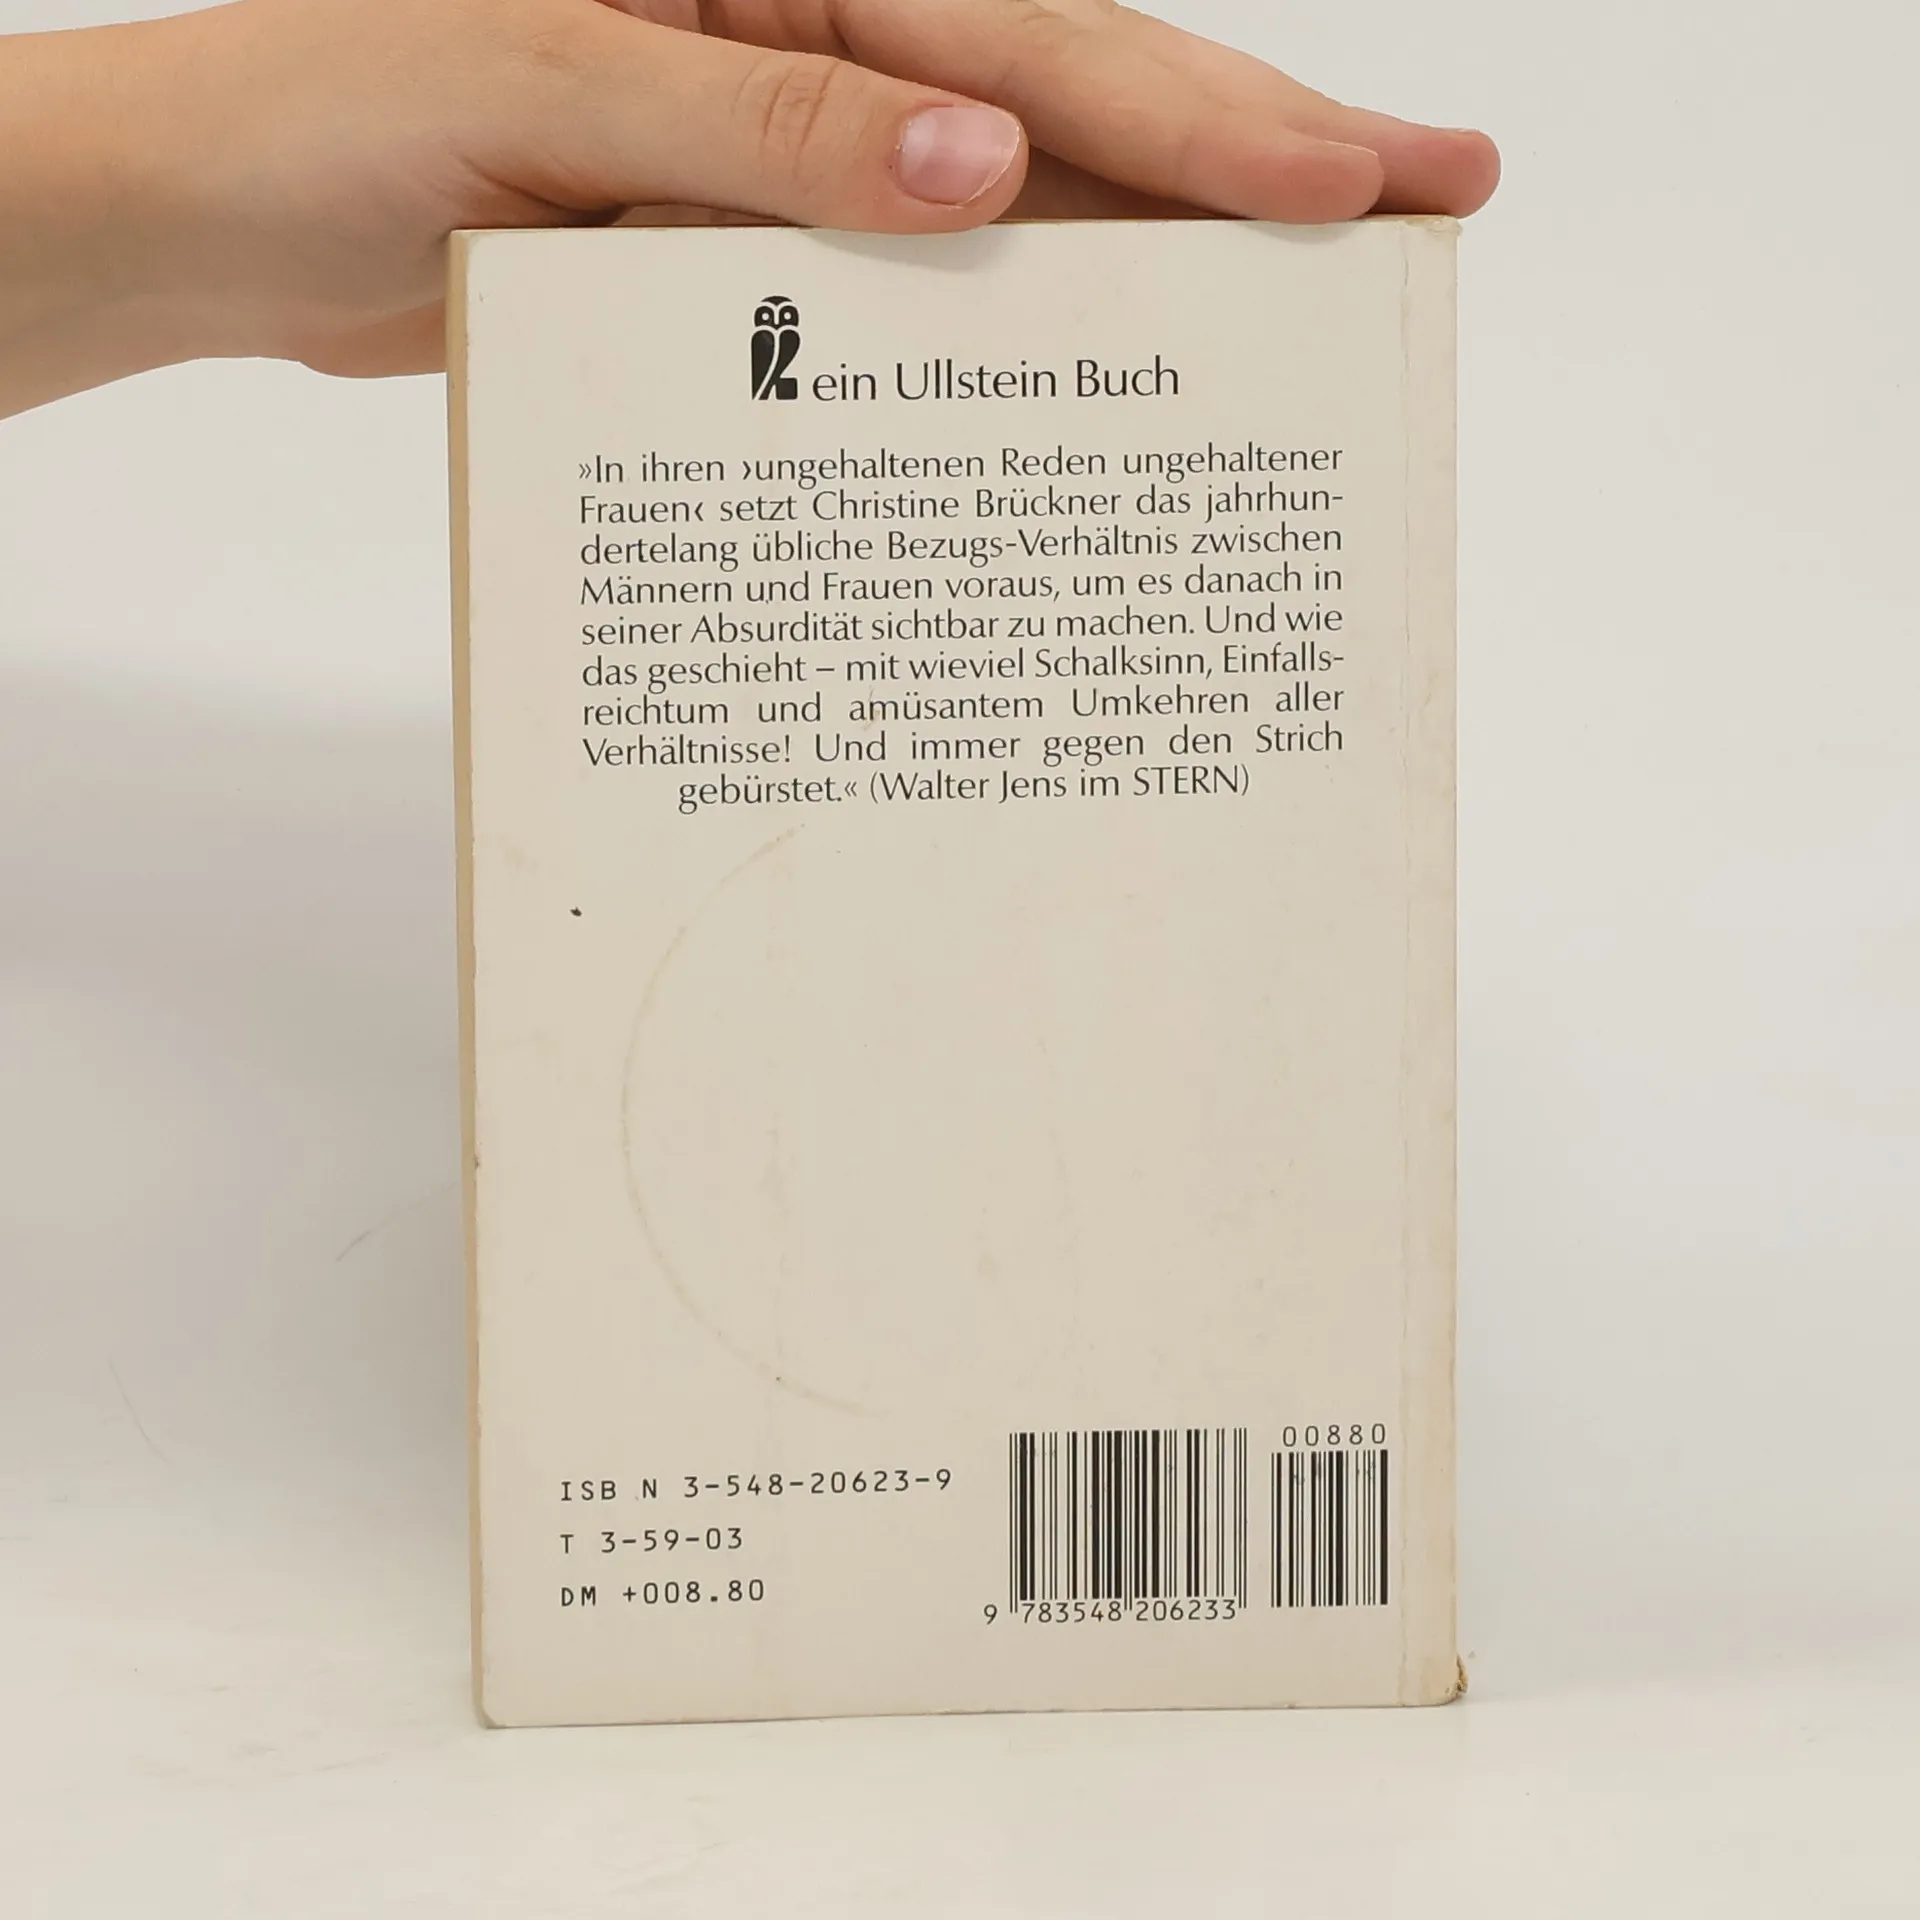 ein Ullstein Buch
»In ihren ›ungehaltenen Reden ungehaltener
Frauen‹ setzt Christine Brückner das jahrhun-
dertelang übliche Bezugs-Verhältnis zwischen
Männern und Frauen voraus, um es danach in
seiner Absurdität sichtbar zu machen. Und wie
das geschieht – mit wieviel Schalksinn, Einfalls-
reichtum und amüsantem Umkehren aller
Verhältnisse! Und immer gegen den Strich
gebürstet.« (Walter Jens im STERN)
ISBN 3-548-20623-9
T 3-59-03
DM +008.80
00880
9 783548 206233